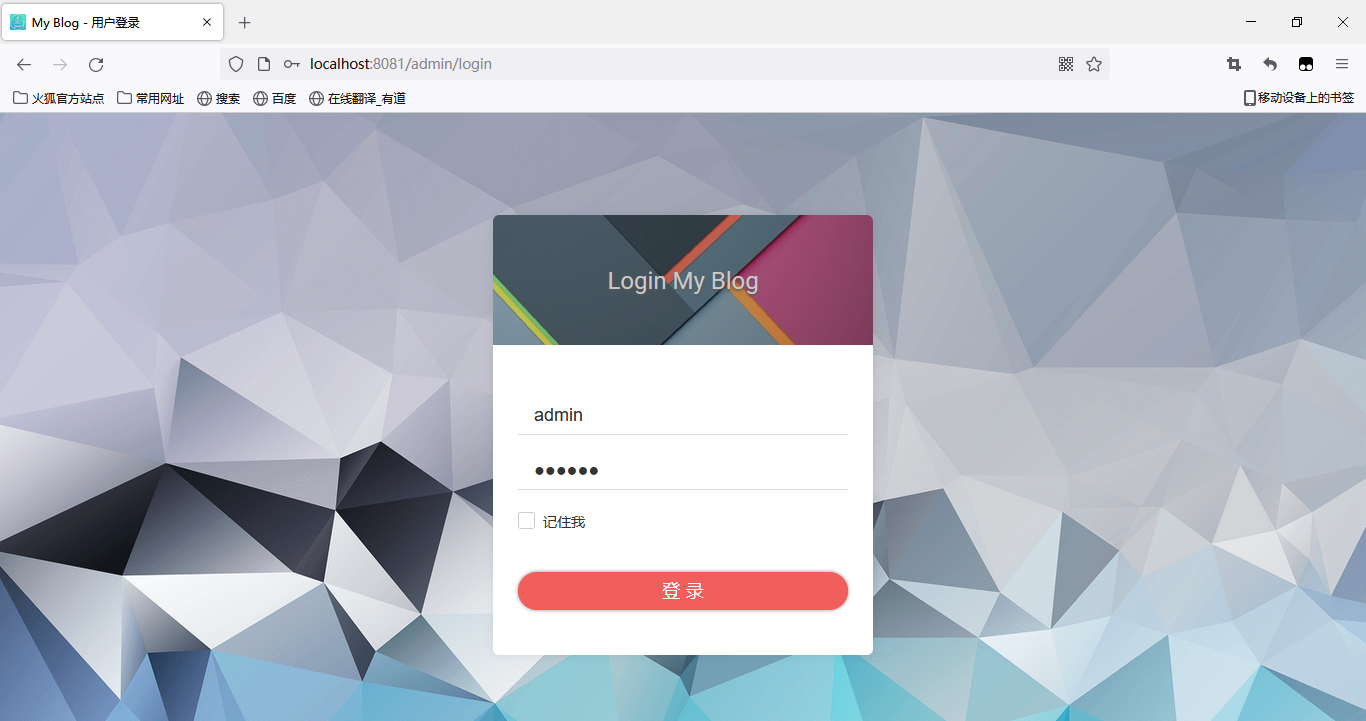 My Blog - 用户登录
localhost:8081/admin/login
火狐官方站点 常用网址 搜索 百度 在线翻译_有道 移动设备上的书签
Login My Blog
admin
●●●●●●
记住我
登 录